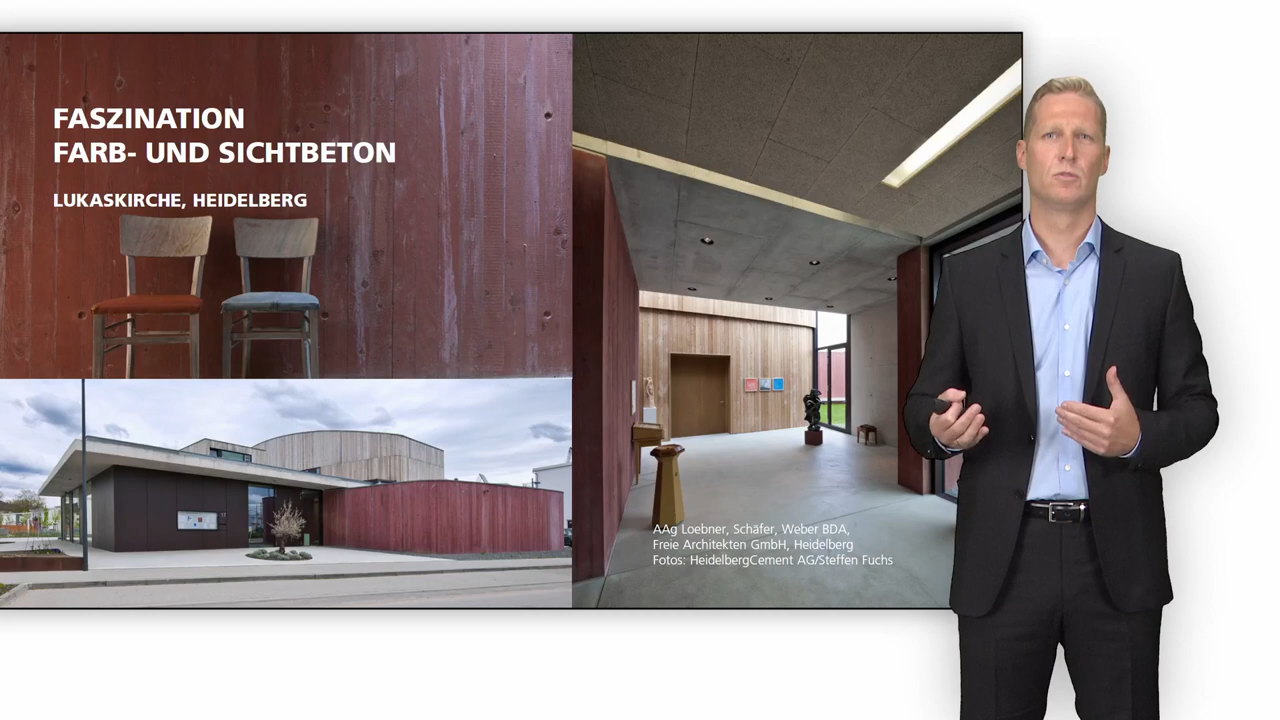 FASZINATION
FARB- UND SICHTBETON
LUKASKIRCHE, HEIDELBERG
AAg Loebner, Schäfer, Weber BDA,
Freie Architekten GmbH, Heidelberg
Fotos: HeidelbergCement AG/Steffen Fuchs